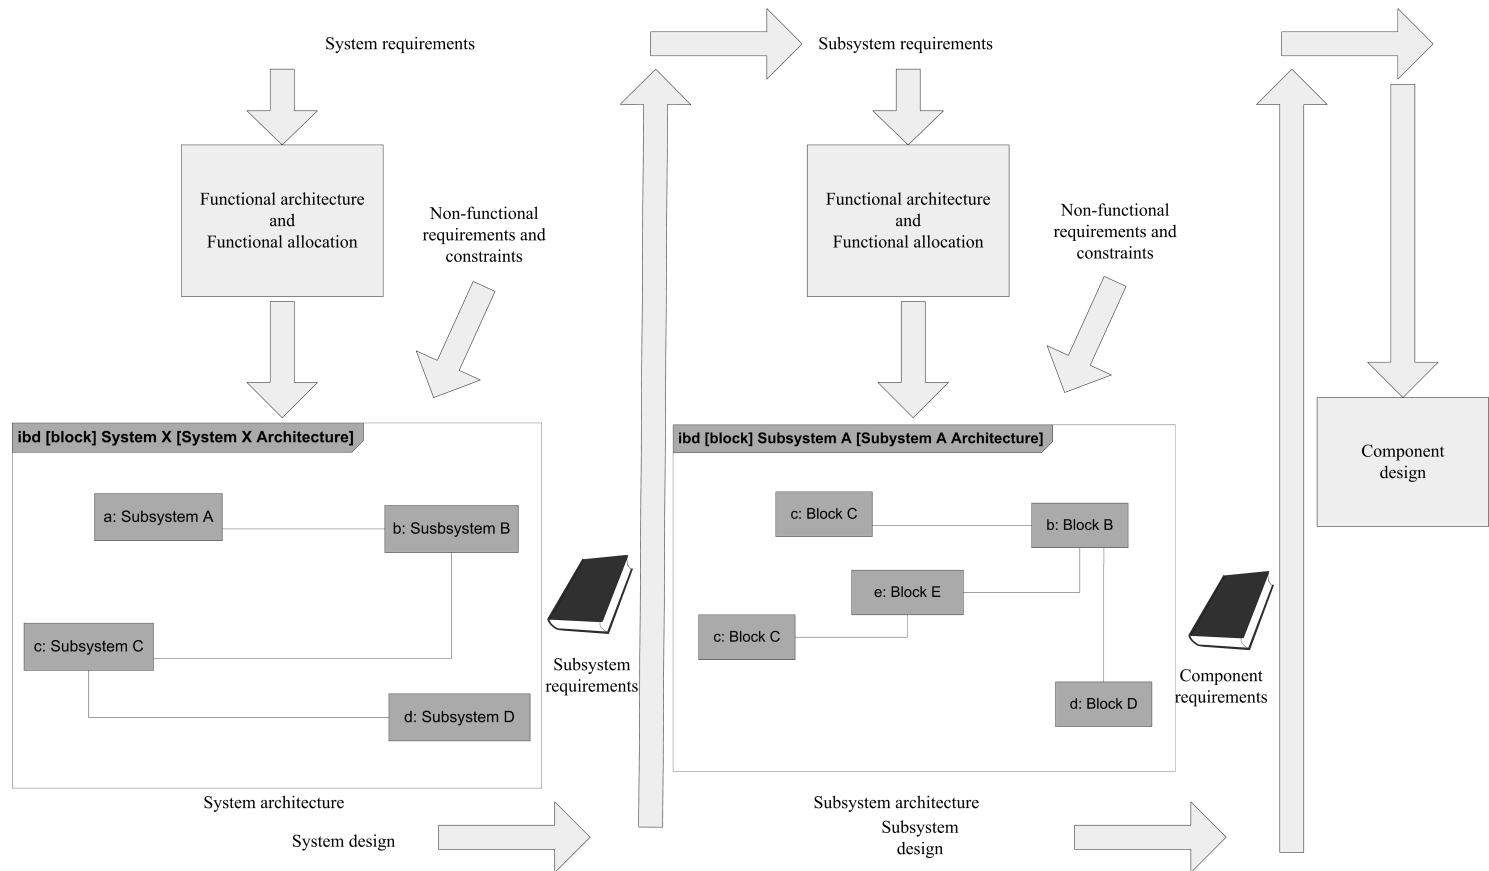 System requirements
Functional architecture
and
Functional allocation
Non-functional
requirements and
constraints
ibd [block] System X [System X Architecture]
a: Subsystem A
b: Susbsystem B
c: Subsystem C
d: Subsystem D
System architecture
System design
Subsystem
requirements
Subsystem requirements
Functional architecture
and
Functional allocation
Non-functional
requirements and
constraints
ibd [block] Subsystem A [Subystem A Architecture]
c: Block C
b: Block B
e: Block E
c: Block C
d: Block D
Subsystem architecture
Subsystem
design
Component
requirements
Component
design